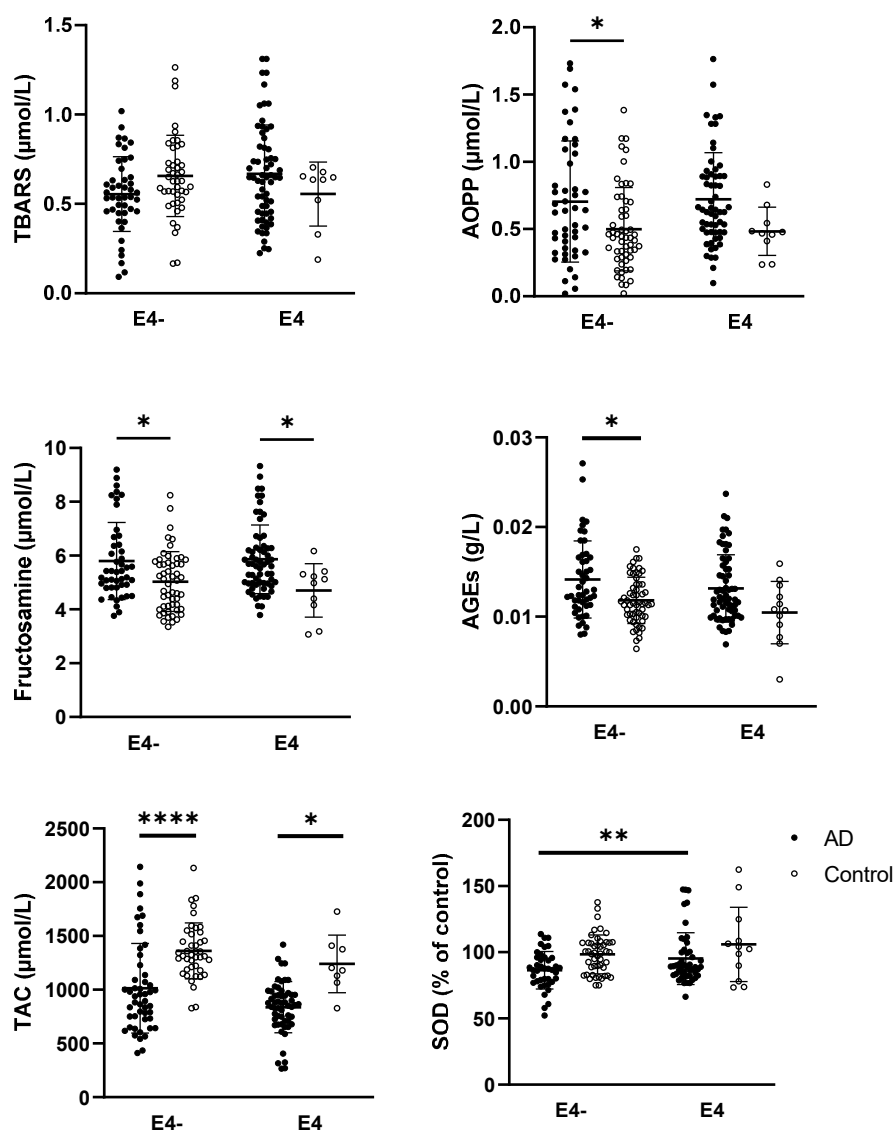 TBARS (µmol/L)
1.5
1.0
0.5
0.0
E4-
E4
AOPP (µmol/L)
2.0
1.5
1.0
0.5
0.0
*
E4-
E4
Fructosamine (µmol/L)
10
8
6
4
2
0
*
*
E4-
E4
AGEs (g/L)
0.03
0.02
0.01
0.00
*
E4-
E4
TAC (µmol/L)
2500
2000
1500
1000
500
0
****
*
E4-
E4
SOD (% of control)
200
150
100
50
0
**
E4-
E4
AD
Control